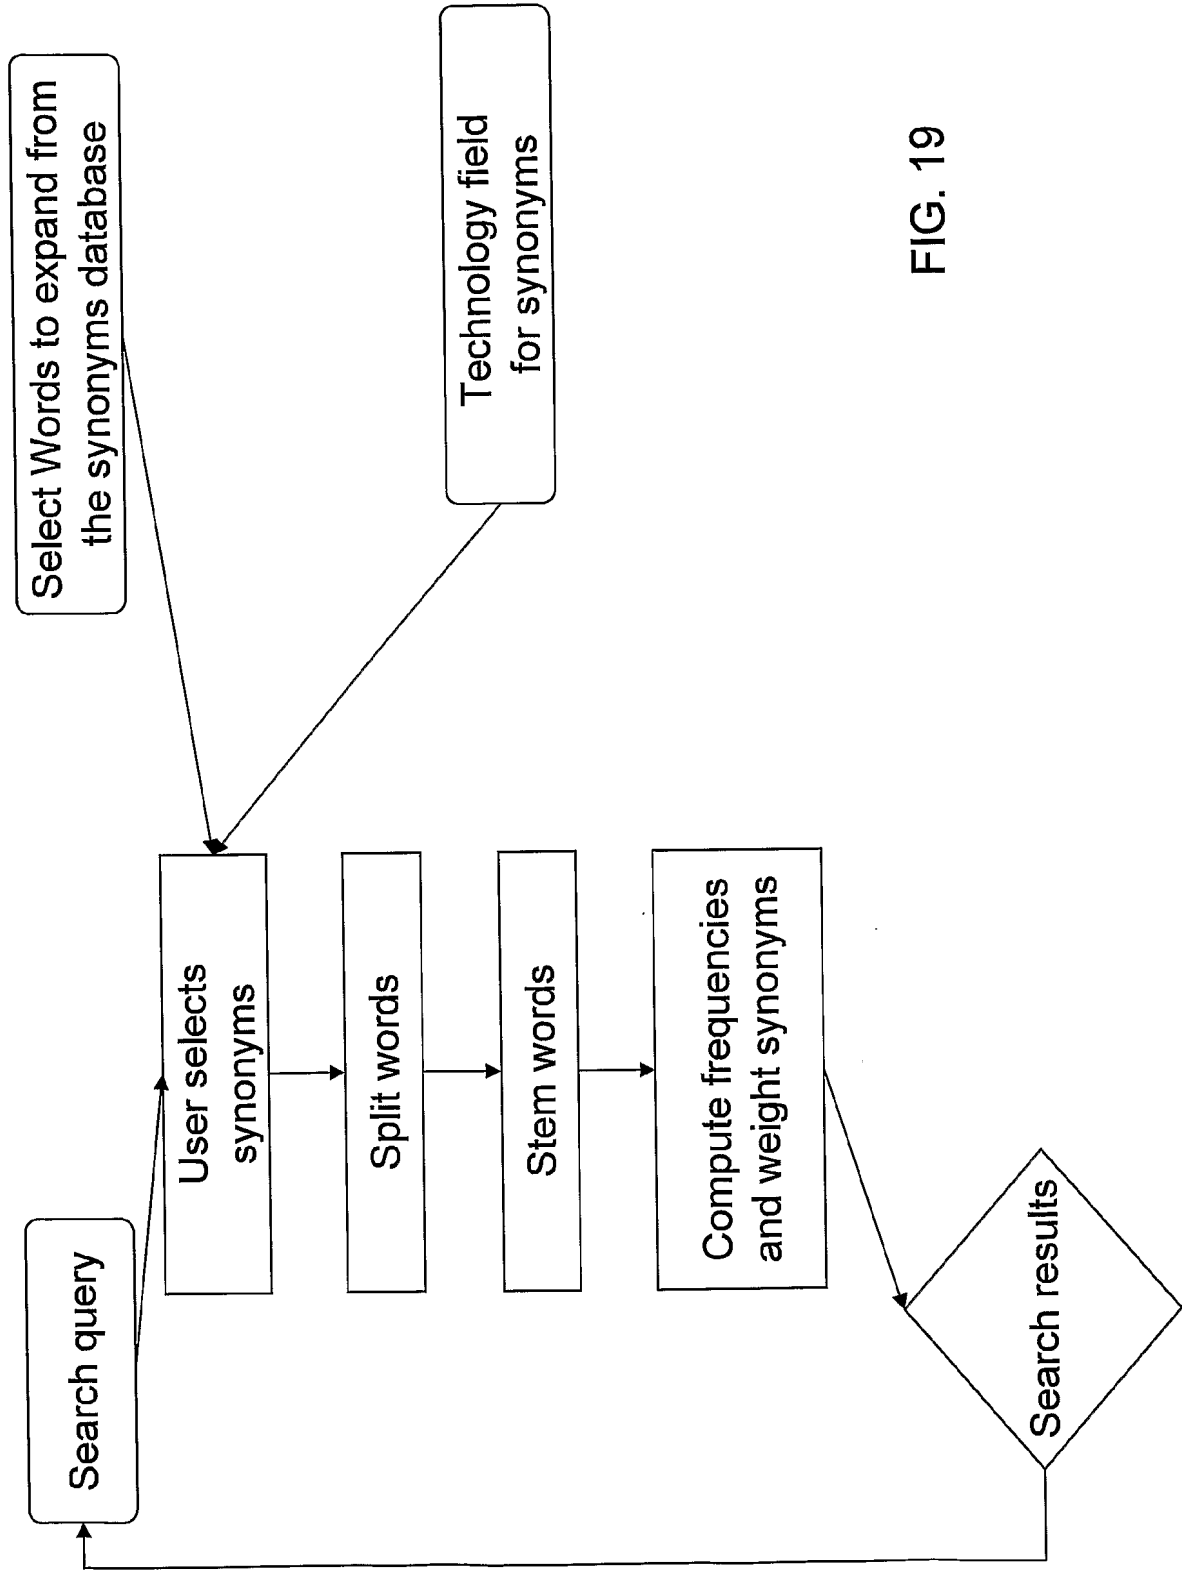 Select Words to expand from
the synonyms database
Technology field
for synonyms
Search query
User selects
synonyms
Split words
Stem words
Compute frequencies
and weight synonyms
Search results
FIG. 19